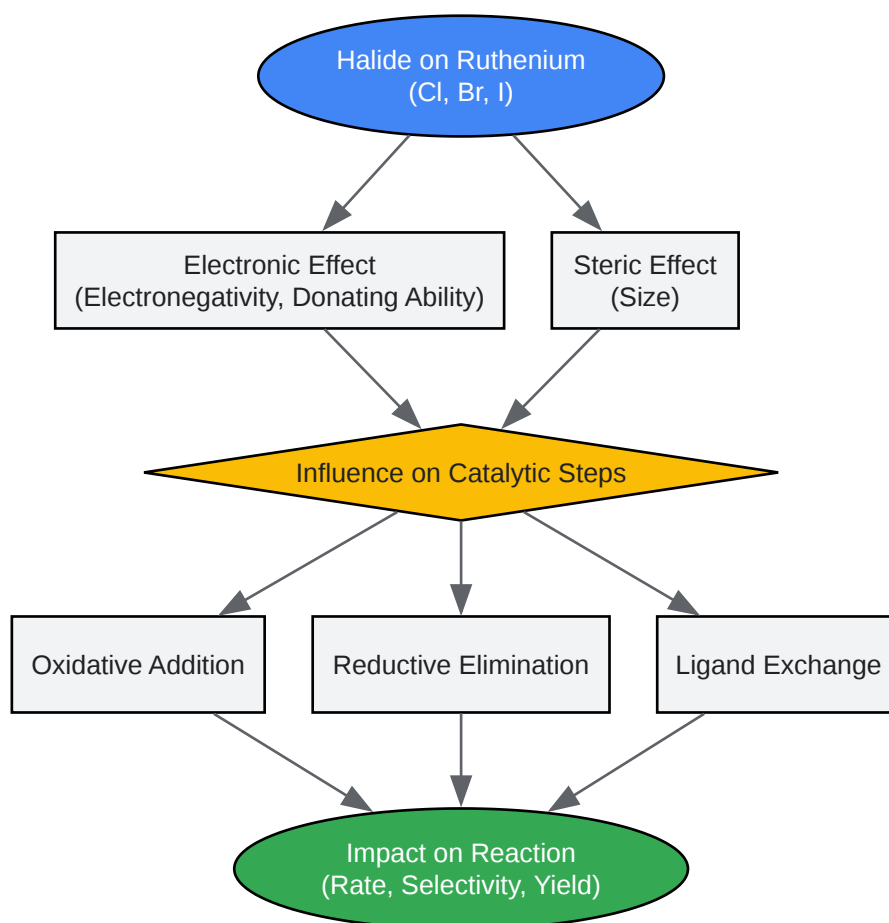 Halide on Ruthenium
(Cl, Br, I)
Electronic Effect
(Electronegativity, Donating Ability)
Steric Effect
(Size)
Influence on Catalytic Steps
Oxidative Addition
Reductive Elimination
Ligand Exchange
Impact on Reaction
(Rate, Selectivity, Yield)